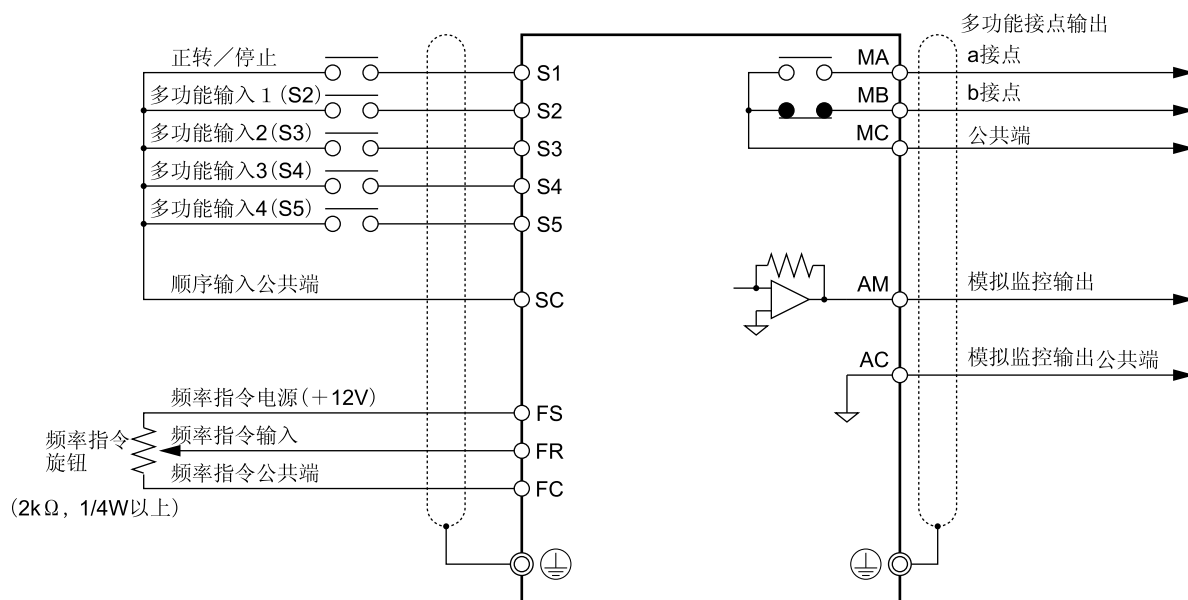 多功能接点输出
正转／停止
S1
MA
a接点
多功能输入１(S2)
S2
MB
b接点
多功能输入2(S3)
S3
MC
公共端
多功能输入3(S4)
S4
多功能输入4(S5)
S5
顺序输入公共端
SC
AM
模拟监控输出
AC
模拟监控输出公共端
频率指令电源(＋12V)
FS
频率指令
旋钮
频率指令输入
FR
频率指令公共端
FC
(2kΩ，1/4W以上)